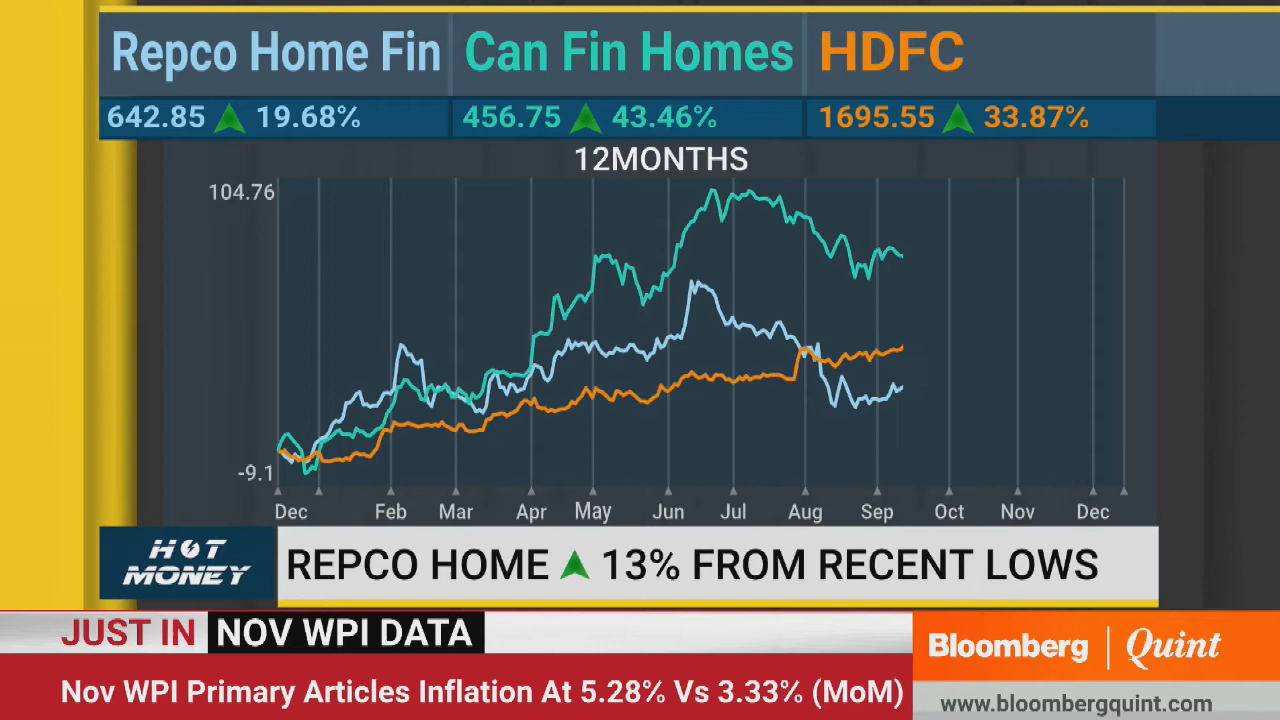 Repco Home Fin Can Fin Homes HDFC
642.85 19.68% 456.75 43.46% 1695.55 33.87%
12MONTHS
104.76
-9.1
Dec Feb Mar Apr May Jun Jul Aug Sep Oct Nov Dec
HOT
MONEY
REPCO HOME 13% FROM RECENT LOWS
JUST IN NOV WPI DATA
Nov WPI Primary Articles Inflation At 5.28% Vs 3.33% (MoM)
Bloomberg | Quint
www.bloombergquint.com